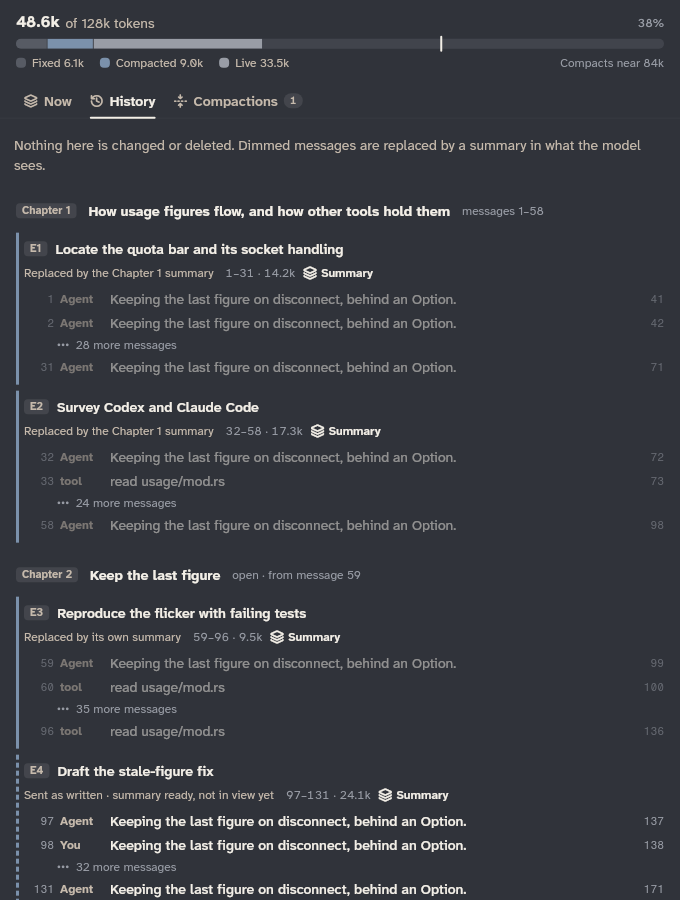 48.6k of 128k tokens 38%
Fixed 6.1k Compacted 9.0k Live 33.5k Compacts near 84k
Now History Compactions 1
Nothing here is changed or deleted. Dimmed messages are replaced by a summary in what the model
sees.
Chapter 1 How usage figures flow, and how other tools hold them messages 1–58
E1 Locate the quota bar and its socket handling
Replaced by the Chapter 1 summary 1–31 · 14.2k Summary
1 Agent Keeping the last figure on disconnect, behind an Option. 41
2 Agent Keeping the last figure on disconnect, behind an Option. 42
••• 28 more messages
31 Agent Keeping the last figure on disconnect, behind an Option. 71
E2 Survey Codex and Claude Code
Replaced by the Chapter 1 summary 32–58 · 17.3k Summary
32 Agent Keeping the last figure on disconnect, behind an Option. 72
33 tool read usage/mod.rs 73
••• 24 more messages
58 Agent Keeping the last figure on disconnect, behind an Option. 98
Chapter 2 Keep the last figure open · from message 59
E3 Reproduce the flicker with failing tests
Replaced by its own summary 59–96 · 9.5k Summary
59 Agent Keeping the last figure on disconnect, behind an Option. 99
60 tool read usage/mod.rs 100
••• 35 more messages
96 tool read usage/mod.rs 136
E4 Draft the stale-figure fix
Sent as written · summary ready, not in view yet 97–131 · 24.1k Summary
97 Agent Keeping the last figure on disconnect, behind an Option. 137
98 You Keeping the last figure on disconnect, behind an Option. 138
••• 32 more messages
131 Agent Keeping the last figure on disconnect, behind an Option. 171